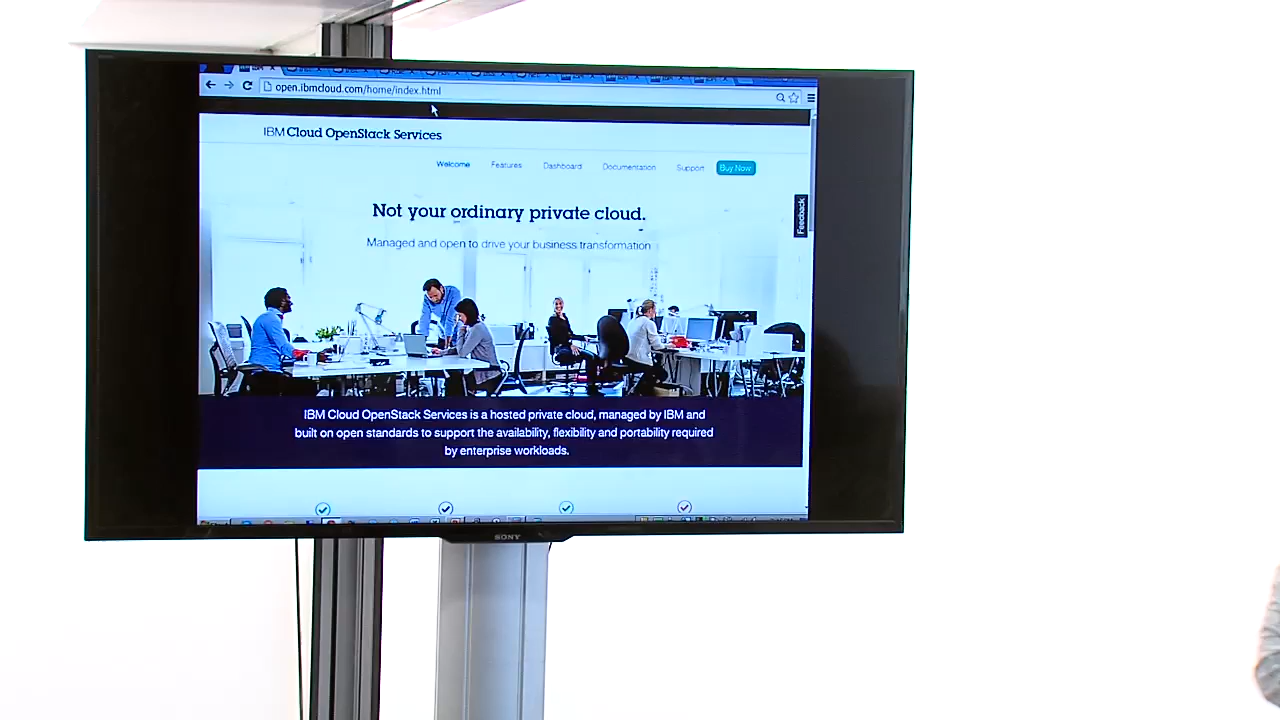 open.ibmcloud.com/home/index.html
IBM Cloud OpenStack Services
Welcome Features Dashboard Documentation Support Buy Now
Feedback
Not your ordinary private cloud.
Managed and open to drive your business transformation
IBM Cloud OpenStack Services is a hosted private cloud, managed by IBM and
built on open standards to support the availability, flexibility and portability required
by enterprise workloads.
SONY